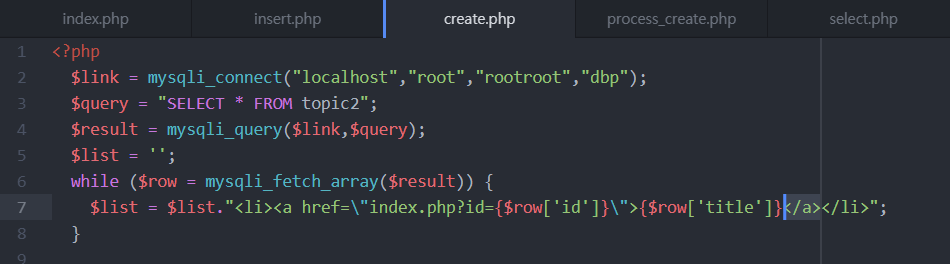 index.php insert.php create.php process_create.php select.php
1 <?php
2 $link = mysqli_connect("localhost","root","rootroot","dbp");
3 $query = "SELECT * FROM topic2";
4 $result = mysqli_query($link,$query);
5 $list = '';
6 while ($row = mysqli_fetch_array($result)) {
7 $list = $list."<li><a href=\"index.php?id={$row['id']}\">{$row['title']}</a></li>";
8 }
9